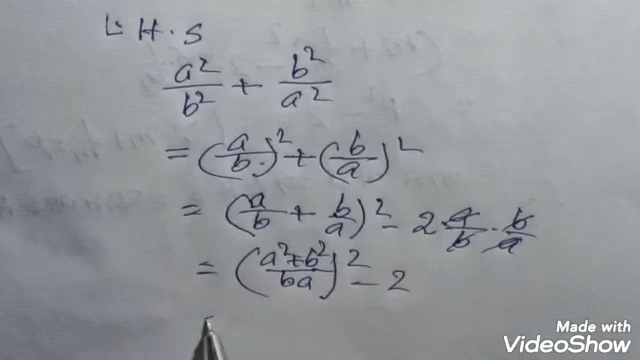 L.H.S
a²/b² + b²/a²
= (a/b)² + (b/a)²
= (a/b + b/a)² - 2 a/b · b/a
= (a²+b²/ba)² - 2
Made with
VideoShow